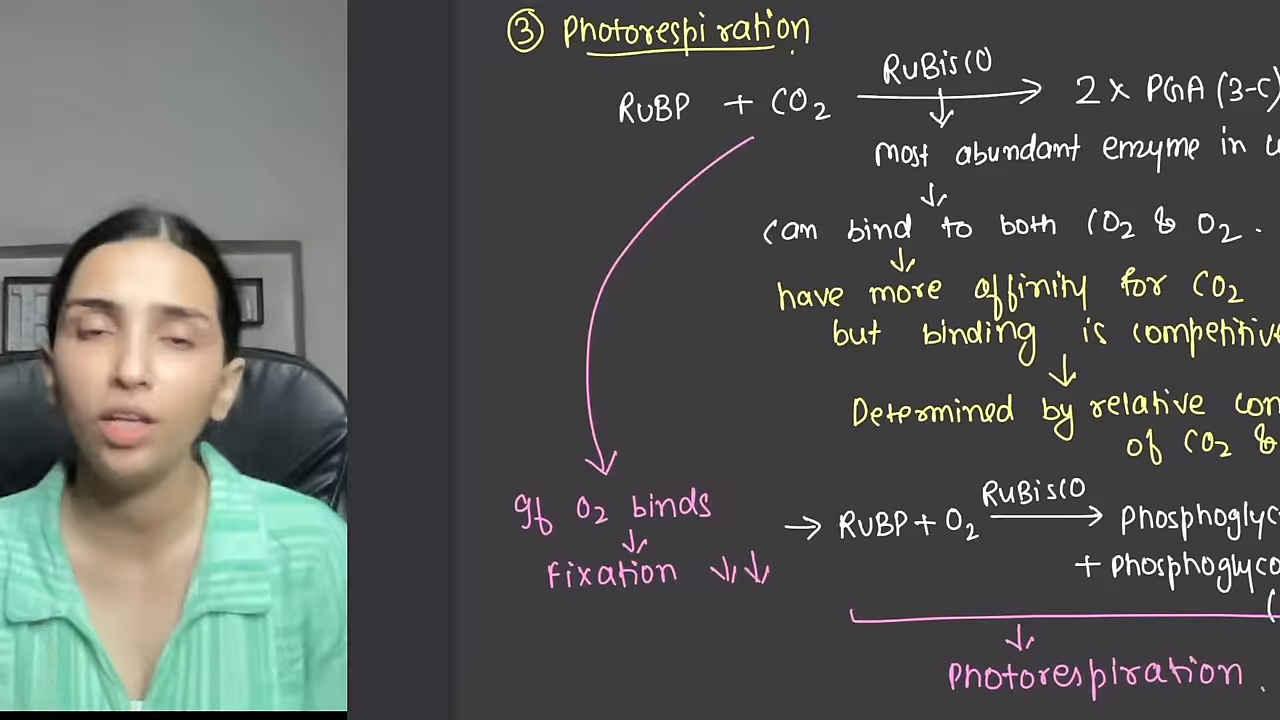 ③ Photorespiration
RuBisCO
RuBP + CO₂ → 2 x PGA (3-C)
↓
most abundant enzyme in
↓
can bind to both CO₂ & O₂.
↓
have more affinity for CO₂
but binding is competitive
↓
Determined by relative con
of CO₂ &
RuBisCO
If O₂ binds → RuBP + O₂ → Phosphoglyc
↓
Fixation ↓↓ + Phosphoglyco
(
↓
Photorespiration.